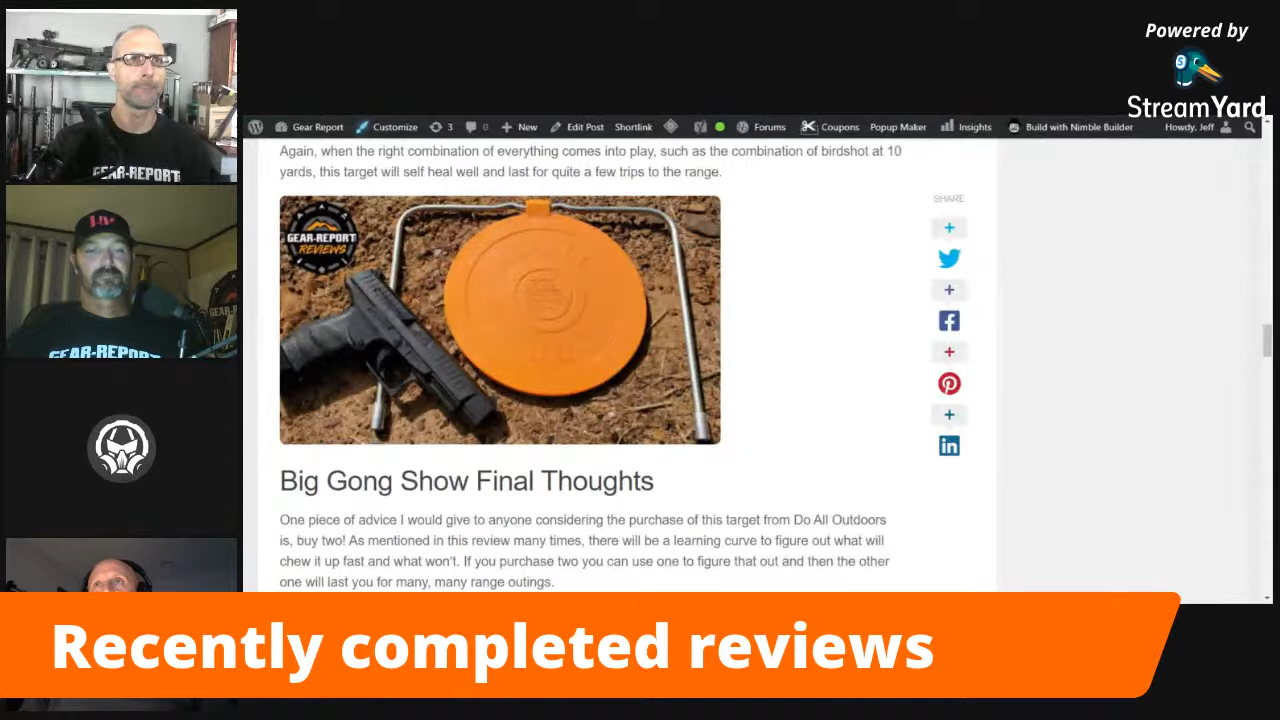 Powered by
StreamYard
Gear Report Customize 3 0 New Edit Post Shortlink Forums Coupons Popup Maker Insights Build with Nimble Builder Howdy, Jeff
Again, when the right combination of everything comes into play, such as the combination of birdshot at 10
yards, this target will self heal well and last for quite a few trips to the range.
SHARE
GEAR-REPORT
REVIEWS
GEAR-REPORT
GEAR-REPORT
Big Gong Show Final Thoughts
One piece of advice I would give to anyone considering the purchase of this target from Do All Outdoors
is, buy two! As mentioned in this review many times, there will be a learning curve to figure out what will
chew it up fast and what won't. If you purchase two you can use one to figure that out and then the other
one will last you for many, many range outings.
Recently completed reviews